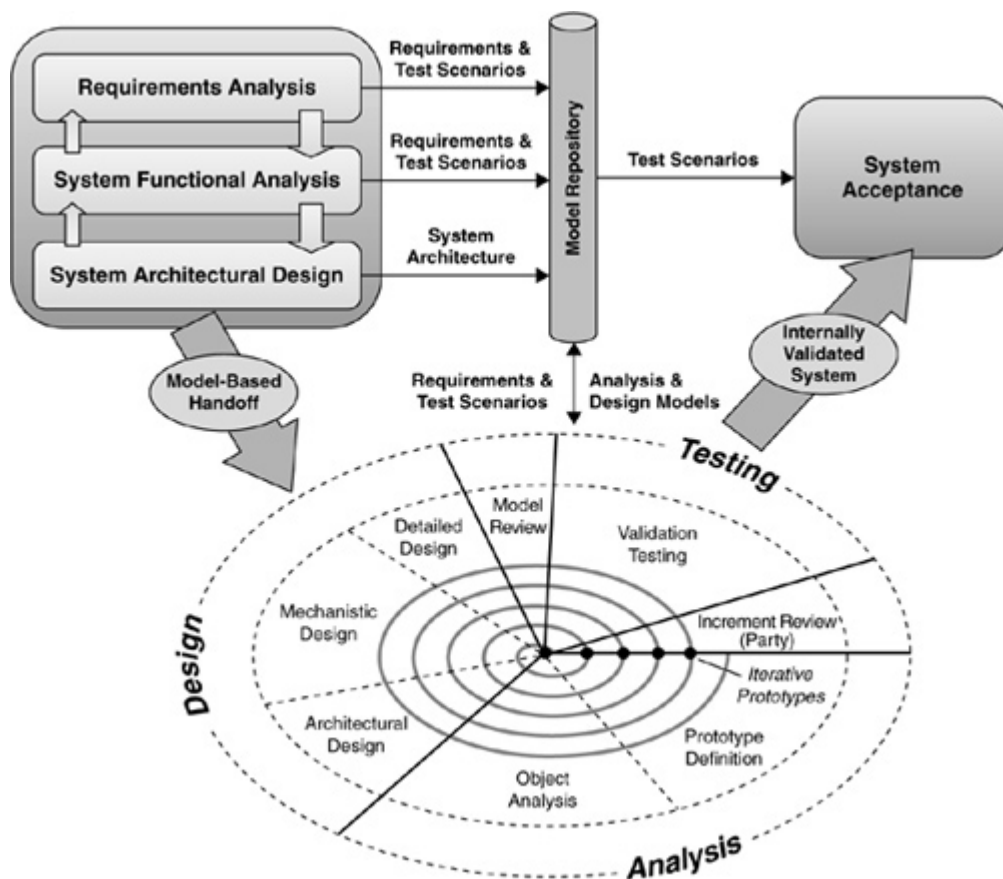 Requirements &
Test Scenarios
Requirements Analysis
Requirements &
Test Scenarios
System Functional Analysis
System
Architecture
System Architectural Design
Model Repository
Test Scenarios
System
Acceptance
Model-Based
Handoff
Requirements &
Test Scenarios
Analysis &
Design Models
Internally
Validated
System
Testing
Model
Review
Detailed
Design
Validation
Testing
Mechanistic
Design
Increment Review
(Party)
Iterative
Prototypes
Design
Architectural
Design
Prototype
Definition
Object
Analysis
Analysis